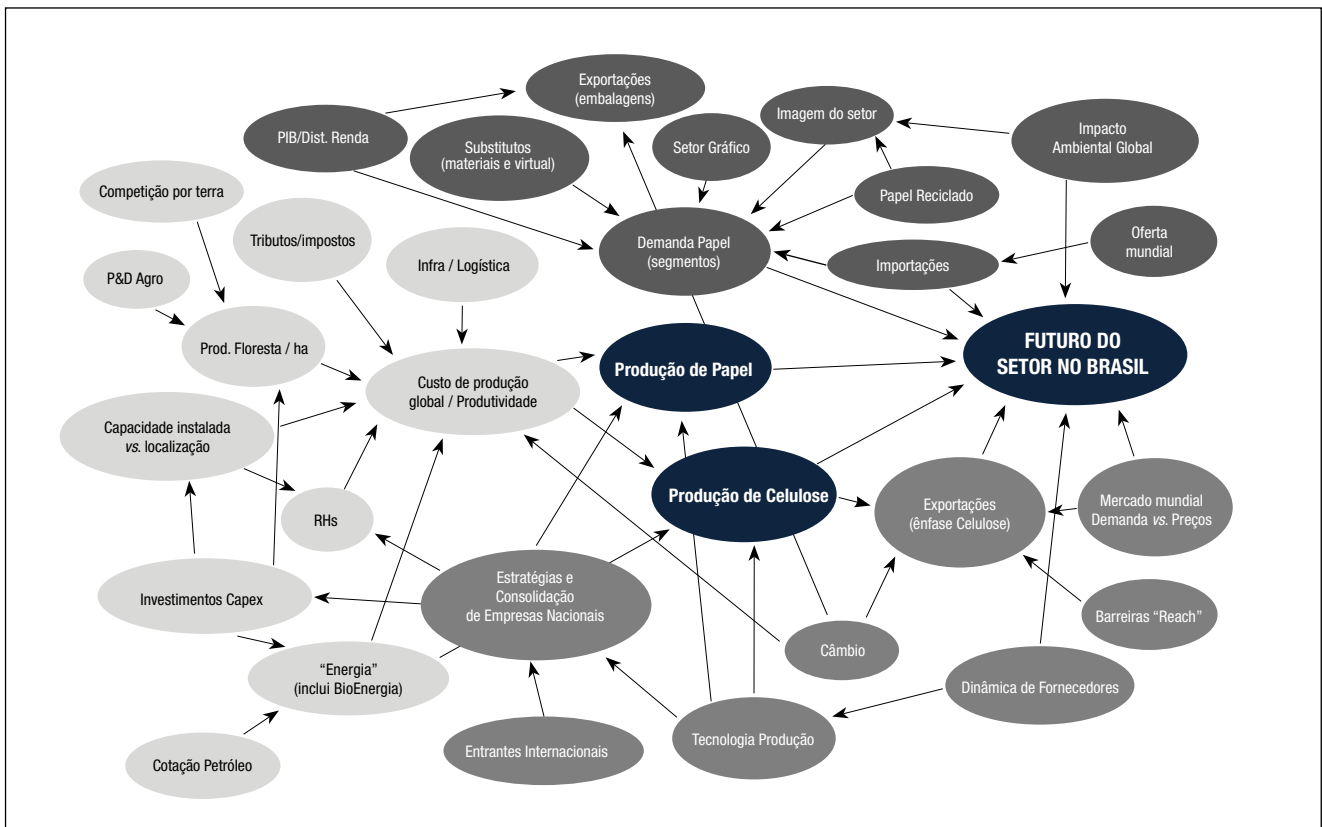 Exportações
(embalagens)
Imagem do setor
PIB/Dist. Renda
Substitutos
(materiais e virtual)
Setor Gráfico
Impacto
Ambiental Global
Competição por terra
Papel Reciclado
Tributos/impostos
Infra / Logística
Demanda Papel
(segmentos)
Importações
Oferta
mundial
P&D Agro
Prod. Floresta / ha
Produção de Papel
FUTURO DO
SETOR NO BRASIL
Custo de produção
global / Produtividade
Capacidade instalada
vs. localização
Produção de Celulose
Exportações
(ênfase Celulose)
Mercado mundial
Demanda vs. Preços
RHs
Investimentos Capex
Estratégias e
Consolidação
de Empresas Nacionais
Barreiras “Reach”
Câmbio
“Energia”
(inclui BioEnergia)
Dinâmica de Fornecedores
Cotação Petróleo
Entrantes Internacionais
Tecnologia Produção